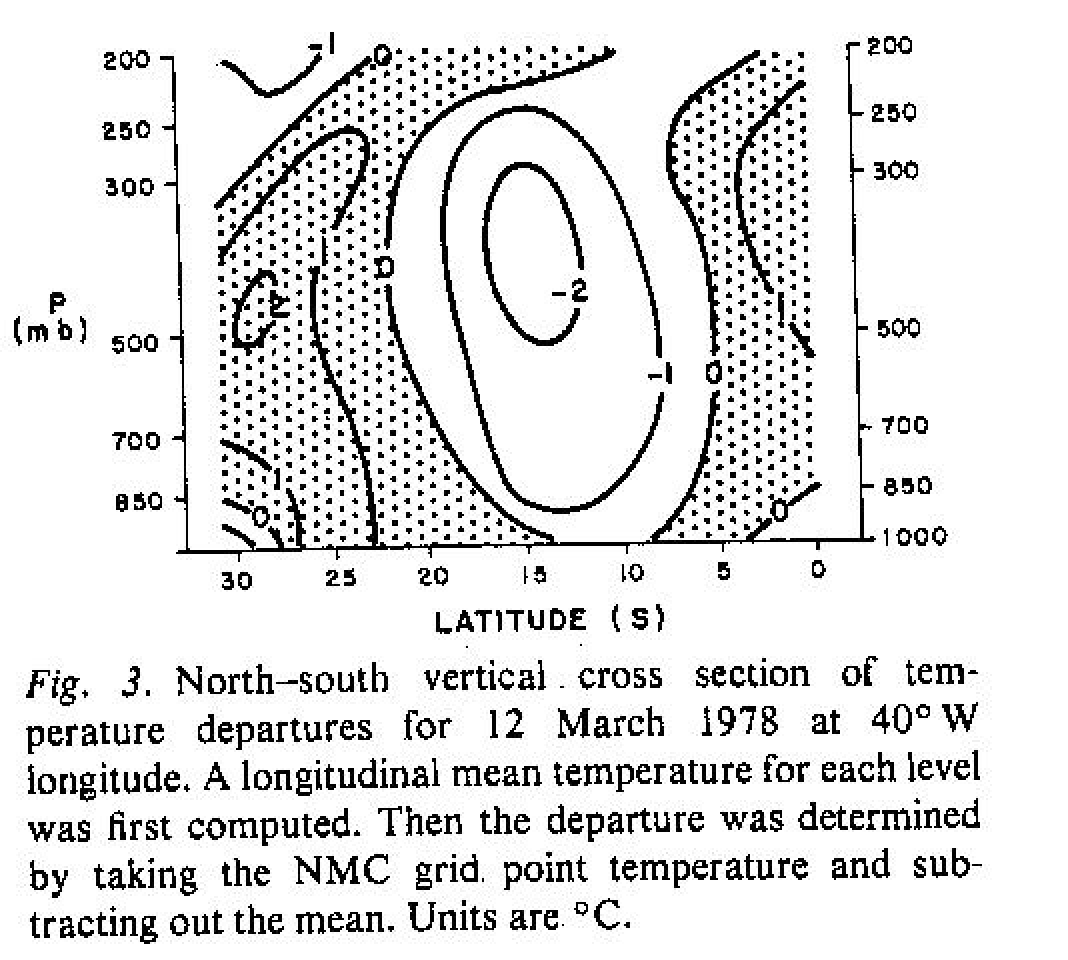 -1 0
200 200
250 250
300 300
0
2 -2 1
P
(mb)
500 500
1 -1 0
700 700
1
850 850
0 0
1000
30 25 20 15 10 5 0
LATITUDE (S)
Fig. 3. North–south vertical cross section of tem-
perature departures for 12 March 1978 at 40° W
longitude. A longitudinal mean temperature for each level
was first computed. Then the departure was determined
by taking the NMC grid point temperature and sub-
tracting out the mean. Units are °C.